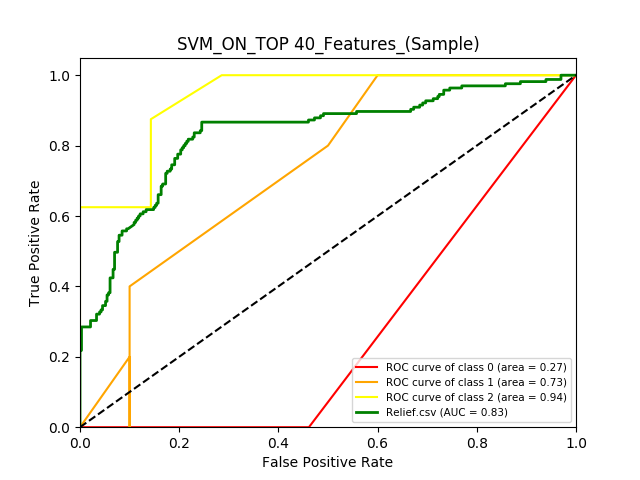 SVM_ON_TOP 40_Features_(Sample)
True Positive Rate
1.0
0.8
0.6
0.4
0.2
0.0
ROC curve of class 0 (area = 0.27)
ROC curve of class 1 (area = 0.73)
ROC curve of class 2 (area = 0.94)
Relief.csv (AUC = 0.83)
0.0 0.2 0.4 0.6 0.8 1.0
False Positive Rate